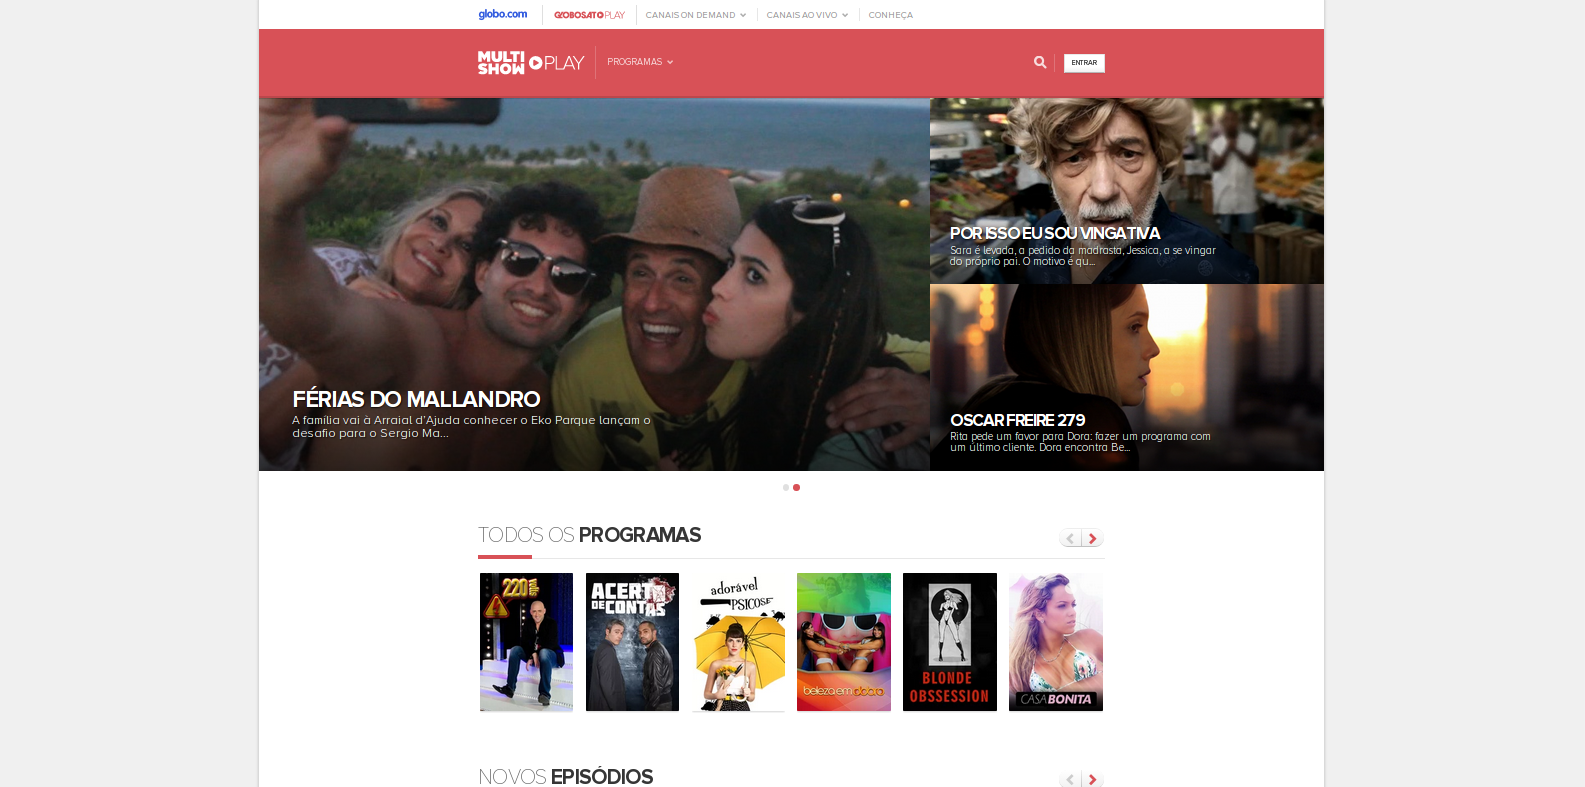 globo.com
GLOBOSAT PLAY
CANAIS ON DEMAND
CANAIS AO VIVO
CONHEÇA
MULTI SHOW PLAY
PROGRAMAS
ENTRAR
FÉRIAS DO MALLANDRO
A família vai à Arraial d'Ajuda conhecer o Eko Parque lançam o
desafio para o Sergio Ma...
POR ISSO EU SOU VINGATIVA
Sara é levada, a pedido da madrasta, Jessica, a se vingar
do próprio pai. O motivo é qu...
OSCAR FREIRE 279
Rita pede um favor para Dora: fazer um programa com
um último cliente. Dora encontra Be...
TODOS OS PROGRAMAS
220
VOLTS
ACERTO
DE CONTAS
adorável
PSICOSE
beleza em dobro
BLONDE
OBSSESSION
CASA BONITA
NOVOS EPISÓDIOS